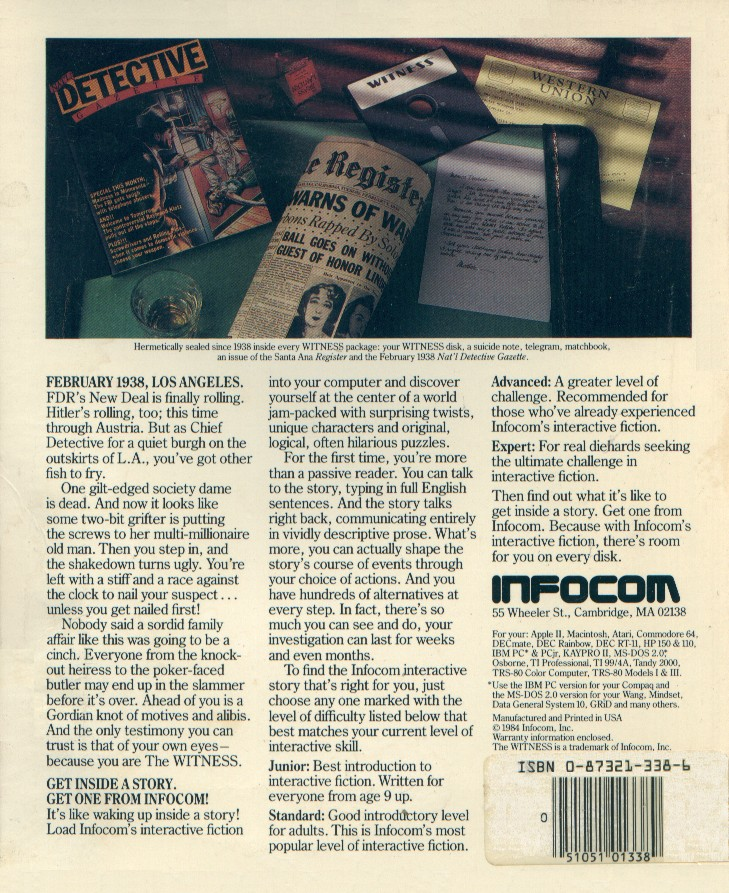 DETECTIVE
GAZETTE
SPECIAL THIS MONTH:
WITNESS
WESTERN
UNION
e Register
WARNS OF WA
ons Rapped By Sol
BALL GOES ON WITHO
GUEST OF HONOR LIN
Hermetically sealed since 1938 inside every WITNESS package: your WITNESS disk, a suicide note, telegram, matchbook,
an issue of the Santa Ana Register and the February 1938 Nat'l Detective Gazette.
FEBRUARY 1938, LOS ANGELES.
FDR's New Deal is finally rolling.
Hitler's rolling, too; this time
through Austria. But as Chief
Detective for a quiet burgh on the
outskirts of L.A., you've got other
fish to fry.
One gilt-edged society dame
is dead. And now it looks like
some two-bit grifter is putting
the screws to her multi-millionaire
old man. Then you step in, and
the shakedown turns ugly. You're
left with a stiff and a race against
the clock to nail your suspect . . .
unless you get nailed first!
Nobody said a sordid family
affair like this was going to be a
cinch. Everyone from the knock-
out heiress to the poker-faced
butler may end up in the slammer
before it's over. Ahead of you is a
Gordian knot of motives and alibis.
And the only testimony you can
trust is that of your own eyes—
because you are The WITNESS.
GET INSIDE A STORY.
GET ONE FROM INFOCOM!
It's like waking up inside a story!
Load Infocom's interactive fiction
into your computer and discover
yourself at the center of a world
jam-packed with surprising twists,
unique characters and original,
logical, often hilarious puzzles.
For the first time, you're more
than a passive reader. You can talk
to the story, typing in full English
sentences. And the story talks
right back, communicating entirely
in vividly descriptive prose. What's
more, you can actually shape the
story's course of events through
your choice of actions. And you
have hundreds of alternatives at
every step. In fact, there's so
much you can see and do, your
investigation can last for weeks
and even months.
To find the Infocom interactive
story that's right for you, just
choose any one marked with the
level of difficulty listed below that
best matches your current level of
interactive skill.
Junior: Best introduction to
interactive fiction. Written for
everyone from age 9 up.
Standard: Good introductory level
for adults. This is Infocom's most
popular level of interactive fiction.
Advanced: A greater level of
challenge. Recommended for
those who've already experienced
Infocom's interactive fiction.
Expert: For real diehards seeking
the ultimate challenge in
interactive fiction.
Then find out what it's like to
get inside a story. Get one from
Infocom. Because with Infocom's
interactive fiction, there's room
for you on every disk.
INFOCOM
55 Wheeler St., Cambridge, MA 02138
For your: Apple II, Macintosh, Atari, Commodore 64,
DECmate, DEC Rainbow, DEC RT-11, HP 150 & 110,
IBM PC* & PCjr, KAYPRO II, MS-DOS 2.0*,
Osborne, TI Professional, TI 99/4A, Tandy 2000,
TRS-80 Color Computer, TRS-80 Models I & III.
*Use the IBM PC version for your Compaq and
the MS-DOS 2.0 version for your Wang, Mindset,
Data General System 10, GRiD and many others.
Manufactured and Printed in USA
© 1984 Infocom, Inc.
Warranty information enclosed.
The WITNESS is a trademark of Infocom, Inc.
ISBN 0-87321-338-6
0
51051 01338